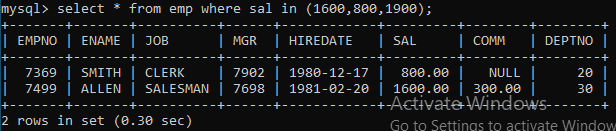 mysql> select * from emp where sal in (1600,800,1900);
+-------+-------+----------+------+------------+---------+--------+--------+
| EMPNO | ENAME | JOB      | MGR  | HIREDATE   | SAL     | COMM   | DEPTNO |
+-------+-------+----------+------+------------+---------+--------+--------+
|  7369 | SMITH | CLERK    | 7902 | 1980-12-17 |  800.00 |   NULL |     20 |
|  7499 | ALLEN | SALESMAN | 7698 | 1981-02-20 | 1600.00 | 300.00 |     30 |
+-------+-------+----------+------+------------+---------+--------+--------+
Activate Windows
2 rows in set (0.30 sec)
Go to Settings to activate Windows